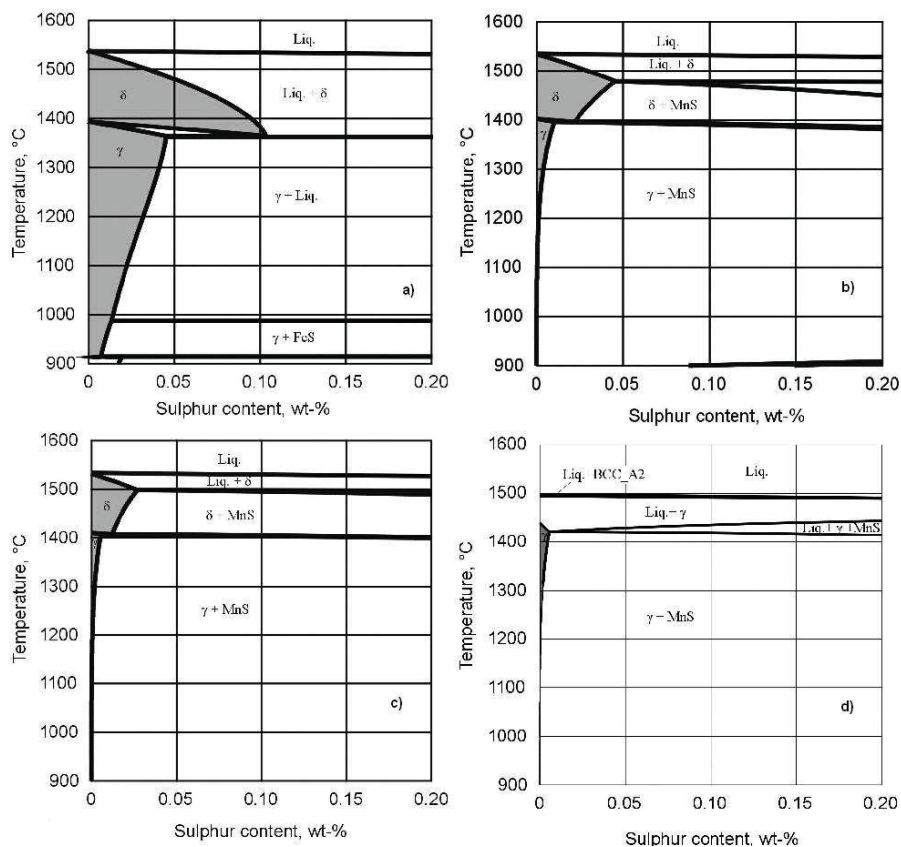 1600
Liq.
1500
Liq. + δ
δ
1400
γ
1300
γ + Liq.
1200
1100
a)
1000
γ + FeS
900
0 0.05 0.10 0.15 0.20
Temperature, °C
Sulphur content, wt-%
1600
Liq.
Liq. + δ
1500
δ
δ + MnS
1400
γ
1300
γ + MnS
1200
1100
b)
1000
900
0 0.05 0.10 0.15 0.20
Temperature, °C
Sulphur content, wt-%
1600
Liq.
Liq. + δ
1500
δ
δ + MnS
1400
1300
γ + MnS
1200
1100
c)
1000
900
0 0.05 0.10 0.15 0.20
Temperature, °C
Sulphur content, wt-%
1600
Liq. BCC_A2
Liq.
1500
Liq.– γ
Liq.+ γ +MnS
1400
1300
γ – MnS
1200
1100
d)
1000
900
0 0.05 0.10 0.15 0.20
Temperature, °C
Sulphur content, wt-%